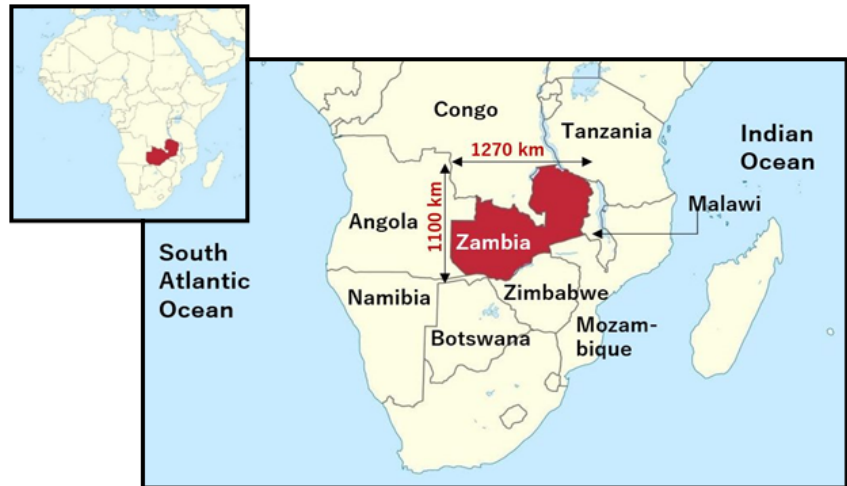 Congo
Tanzania
Indian
Ocean
1270 km
1100 km
Malawi
Angola
Zambia
South
Atlantic
Ocean
Namibia
Zimbabwe
Botswana
Mozam-
bique